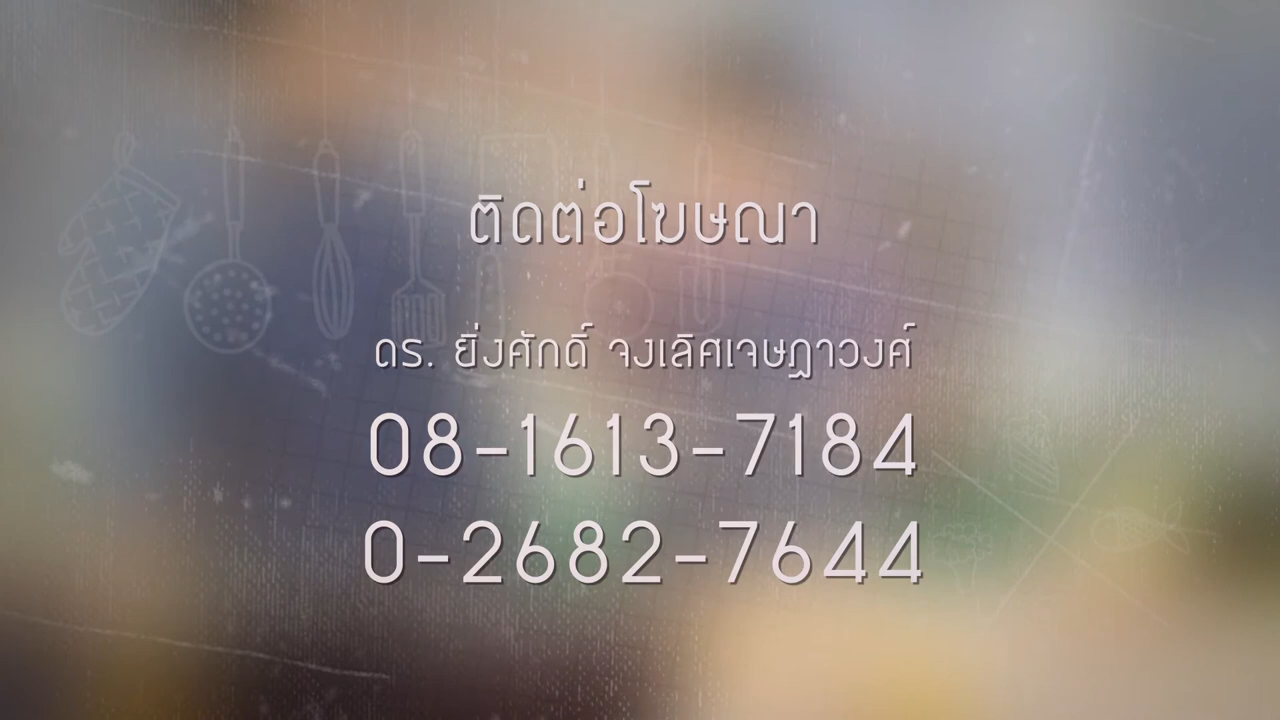 ติดต่อโฆษณา
ดร. ยิ่งศักดิ์ จงเลิศเจษฎาวงศ์
08-1613-7184
0-2682-7644